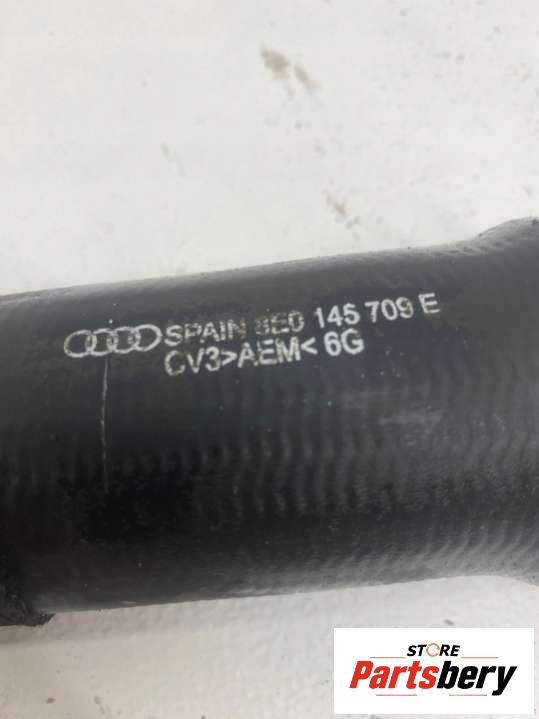 SPAIN 8E0 145 709 E
CV3>AEM< 6G
STORE
Partsbery